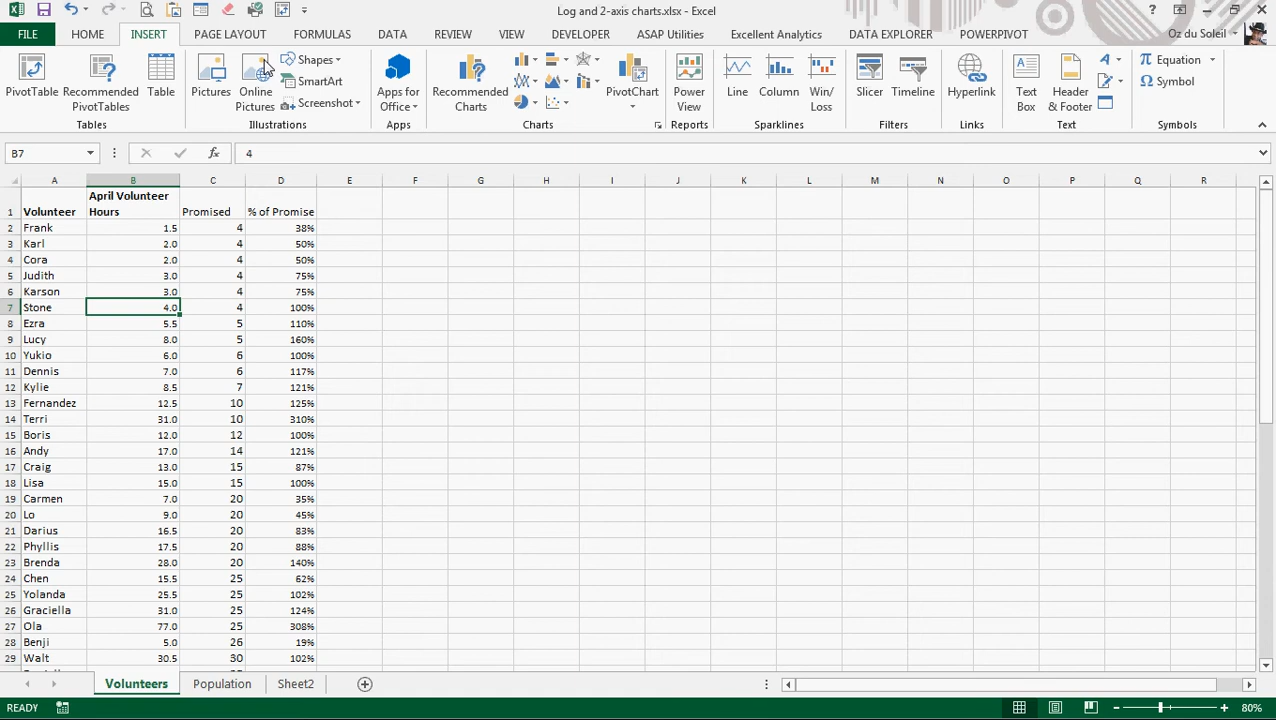 Log and 2-axis charts.xlsx - Excel
FILE HOME INSERT PAGE LAYOUT FORMULAS DATA REVIEW VIEW DEVELOPER ASAP Utilities Excellent Analytics DATA EXPLORER POWERPIVOT Oz du Soleil
PivotTable Recommended PivotTables Table
Tables
Pictures Online Pictures Shapes SmartArt Screenshot
Illustrations
Apps for Office
Apps
Recommended Charts PivotChart
Charts
Power View
Reports
Line Column Win/Loss
Sparklines
Slicer Timeline
Filters
Hyperlink
Links
Text Box Header & Footer
Text
Equation Symbol
Symbols
B7 fx 4
A B C D E F G H I J K L M N O P Q R
1 Volunteer April Volunteer Hours Promised % of Promise
2 Frank 1.5 4 38%
3 Karl 2.0 4 50%
4 Cora 2.0 4 50%
5 Judith 3.0 4 75%
6 Karson 3.0 4 75%
7 Stone 4.0 4 100%
8 Ezra 5.5 5 110%
9 Lucy 8.0 5 160%
10 Yukio 6.0 6 100%
11 Dennis 7.0 6 117%
12 Kylie 8.5 7 121%
13 Fernandez 12.5 10 125%
14 Terri 31.0 10 310%
15 Boris 12.0 12 100%
16 Andy 17.0 14 121%
17 Craig 13.0 15 87%
18 Lisa 15.0 15 100%
19 Carmen 7.0 20 35%
20 Lo 9.0 20 45%
21 Darius 16.5 20 83%
22 Phyllis 17.5 20 88%
23 Brenda 28.0 20 140%
24 Chen 15.5 25 62%
25 Yolanda 25.5 25 102%
26 Graciella 31.0 25 124%
27 Ola 77.0 25 308%
28 Benji 5.0 26 19%
29 Walt 30.5 30 102%
Volunteers Population Sheet2
READY 80%